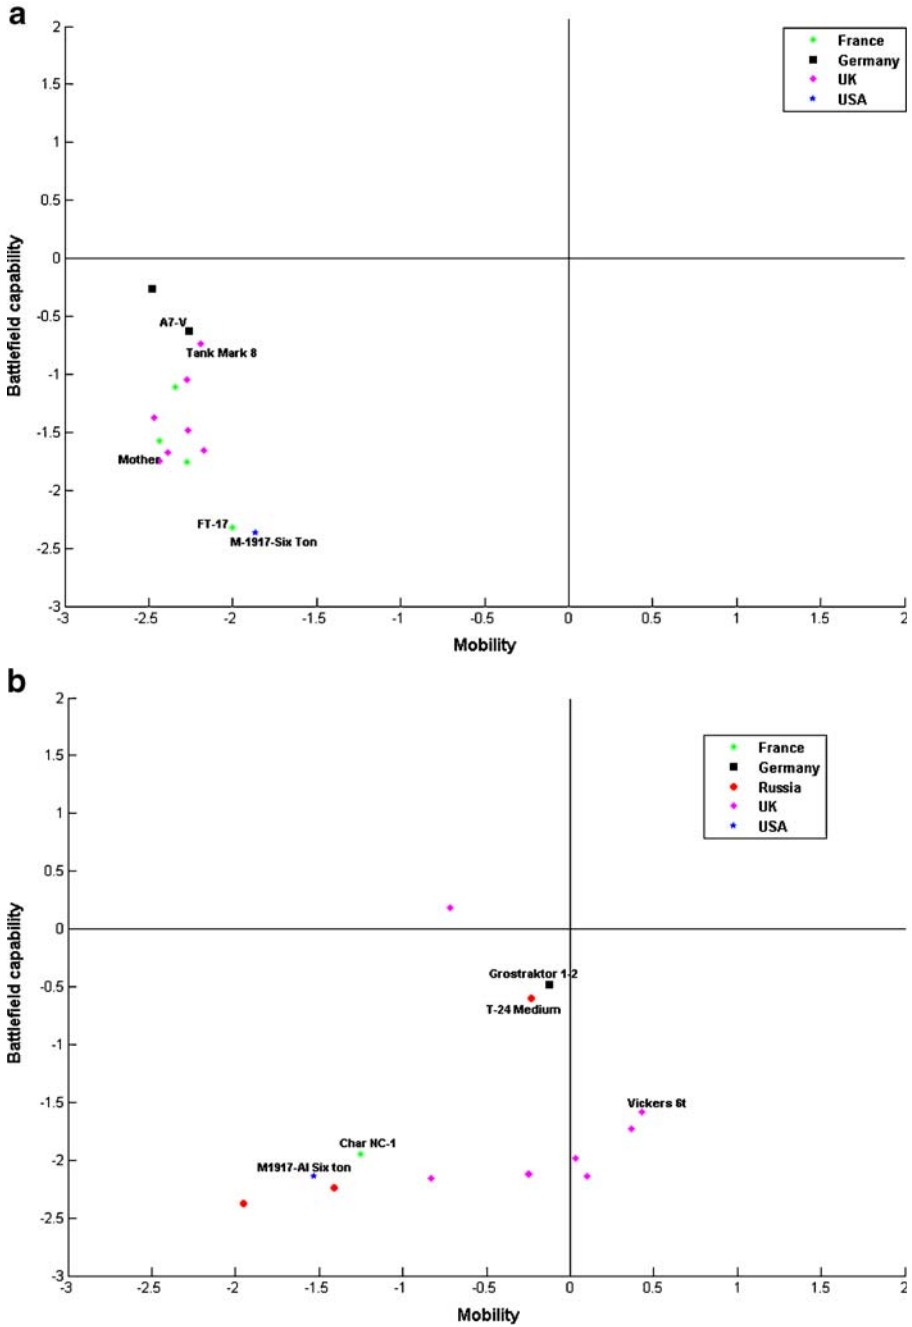 a
2
1.5
1
0.5
0
-0.5
-1
-1.5
-2
-2.5
-3
Battlefield capability
France
Germany
UK
USA
A7-V
Tank Mark 8
Mother
FT-17
M-1917-Six Ton
-3 -2.5 -2 -1.5 -1 -0.5 0 0.5 1 1.5 2
Mobility
b
2
1.5
1
0.5
0
-0.5
-1
-1.5
-2
-2.5
-3
Battlefield capability
France
Germany
Russia
UK
USA
Grostraktor 1-2
T-24 Medium
Vickers 6t
Char NC-1
M1917-AI Six ton
-3 -2.5 -2 -1.5 -1 -0.5 0 0.5 1 1.5 2
Mobility